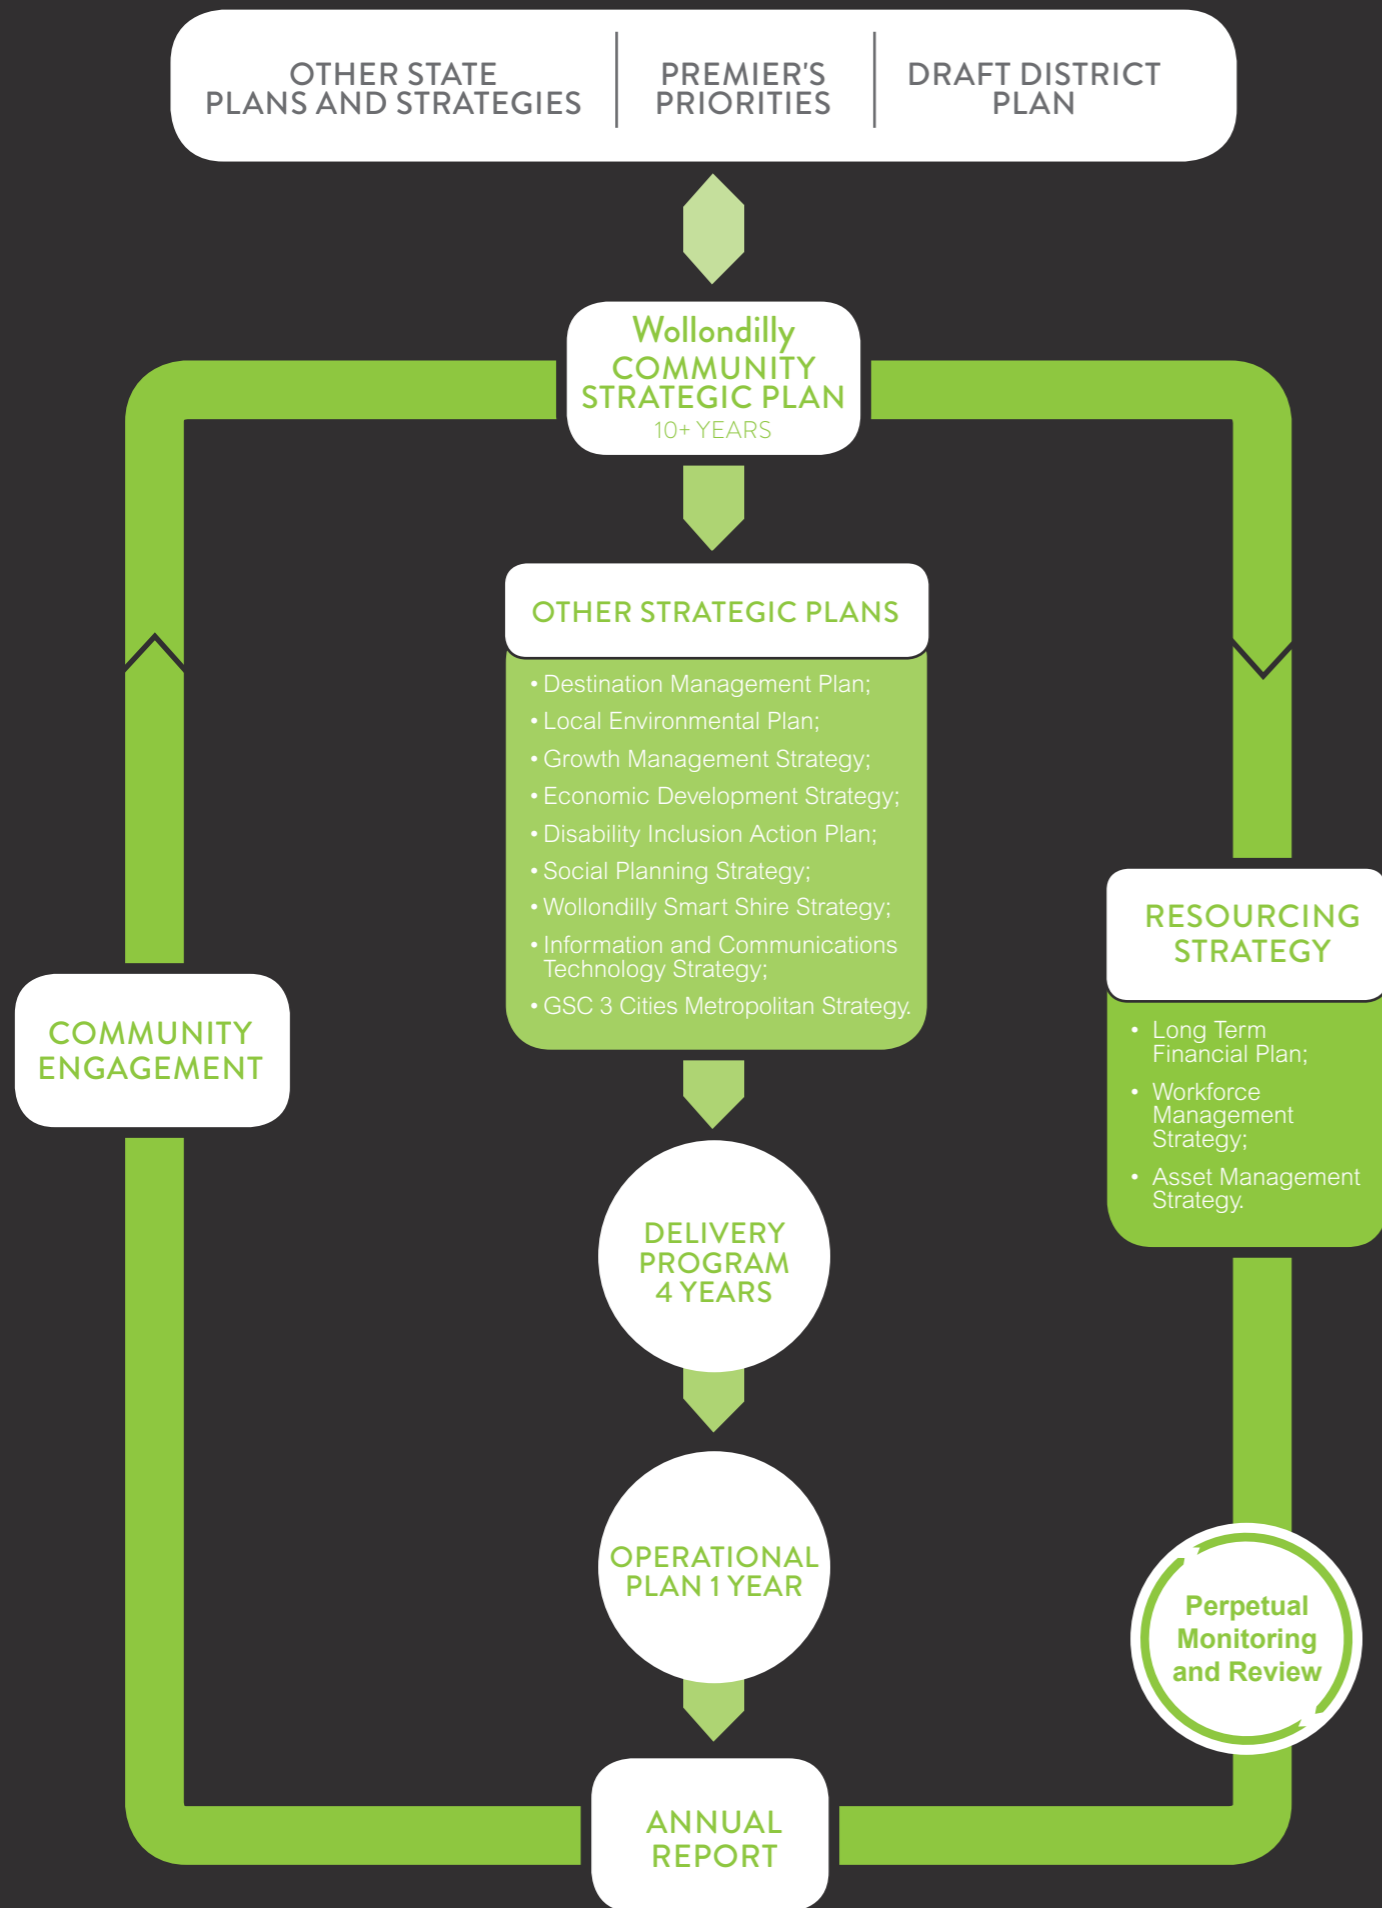 OTHER STATE
PLANS AND STRATEGIES
PREMIER'S
PRIORITIES
DRAFT DISTRICT
PLAN
Wollondilly
COMMUNITY
STRATEGIC PLAN
10+ YEARS
OTHER STRATEGIC PLANS
• Destination Management Plan;
• Local Environmental Plan;
• Growth Management Strategy;
• Economic Development Strategy;
• Disability Inclusion Action Plan;
• Social Planning Strategy;
• Wollondilly Smart Shire Strategy;
• Information and Communications
Technology Strategy;
• GSC 3 Cities Metropolitan Strategy.
RESOURCING
STRATEGY
• Long Term
Financial Plan;
• Workforce
Management
Strategy;
• Asset Management
Strategy.
COMMUNITY
ENGAGEMENT
DELIVERY
PROGRAM
4 YEARS
OPERATIONAL
PLAN 1 YEAR
Perpetual
Monitoring
and Review
ANNUAL
REPORT